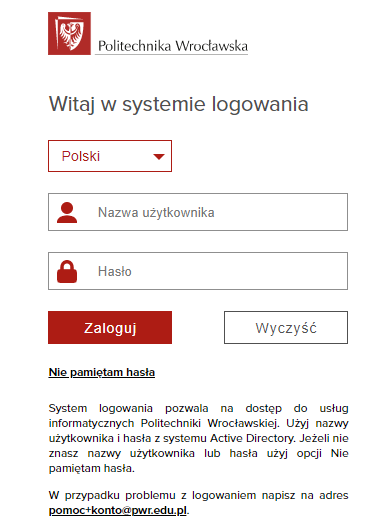 Politechnika Wrocławska
Witaj w systemie logowania
Polski
Nazwa użytkownika
Hasło
Zaloguj
Wyczyść
Nie pamiętam hasła
System logowania pozwala na dostęp do usług
informatycznych Politechniki Wrocławskiej. Użyj nazwy
użytkownika i hasła z systemu Active Directory. Jeżeli nie
znasz nazwy użytkownika lub hasła użyj opcji Nie
pamiętam hasła.
W przypadku problemu z logowaniem napisz na adres
pomoc+konto@pwr.edu.pl.